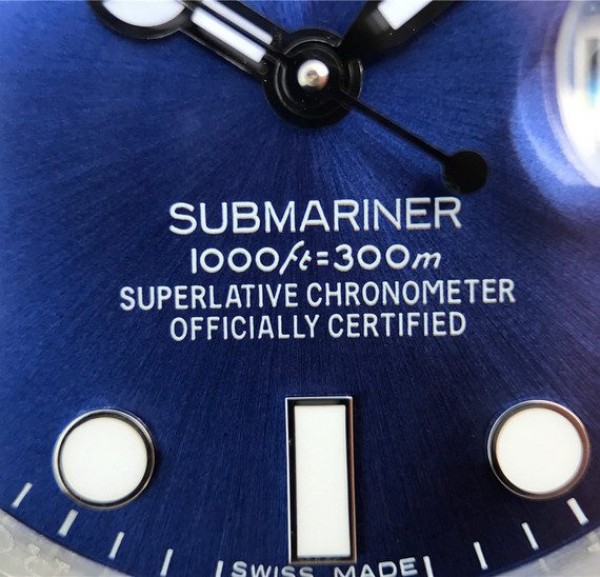 SUBMARINER
1000ft=300m
SUPERLATIVE CHRONOMETER
OFFICIALLY CERTIFIED
SWISS MADE